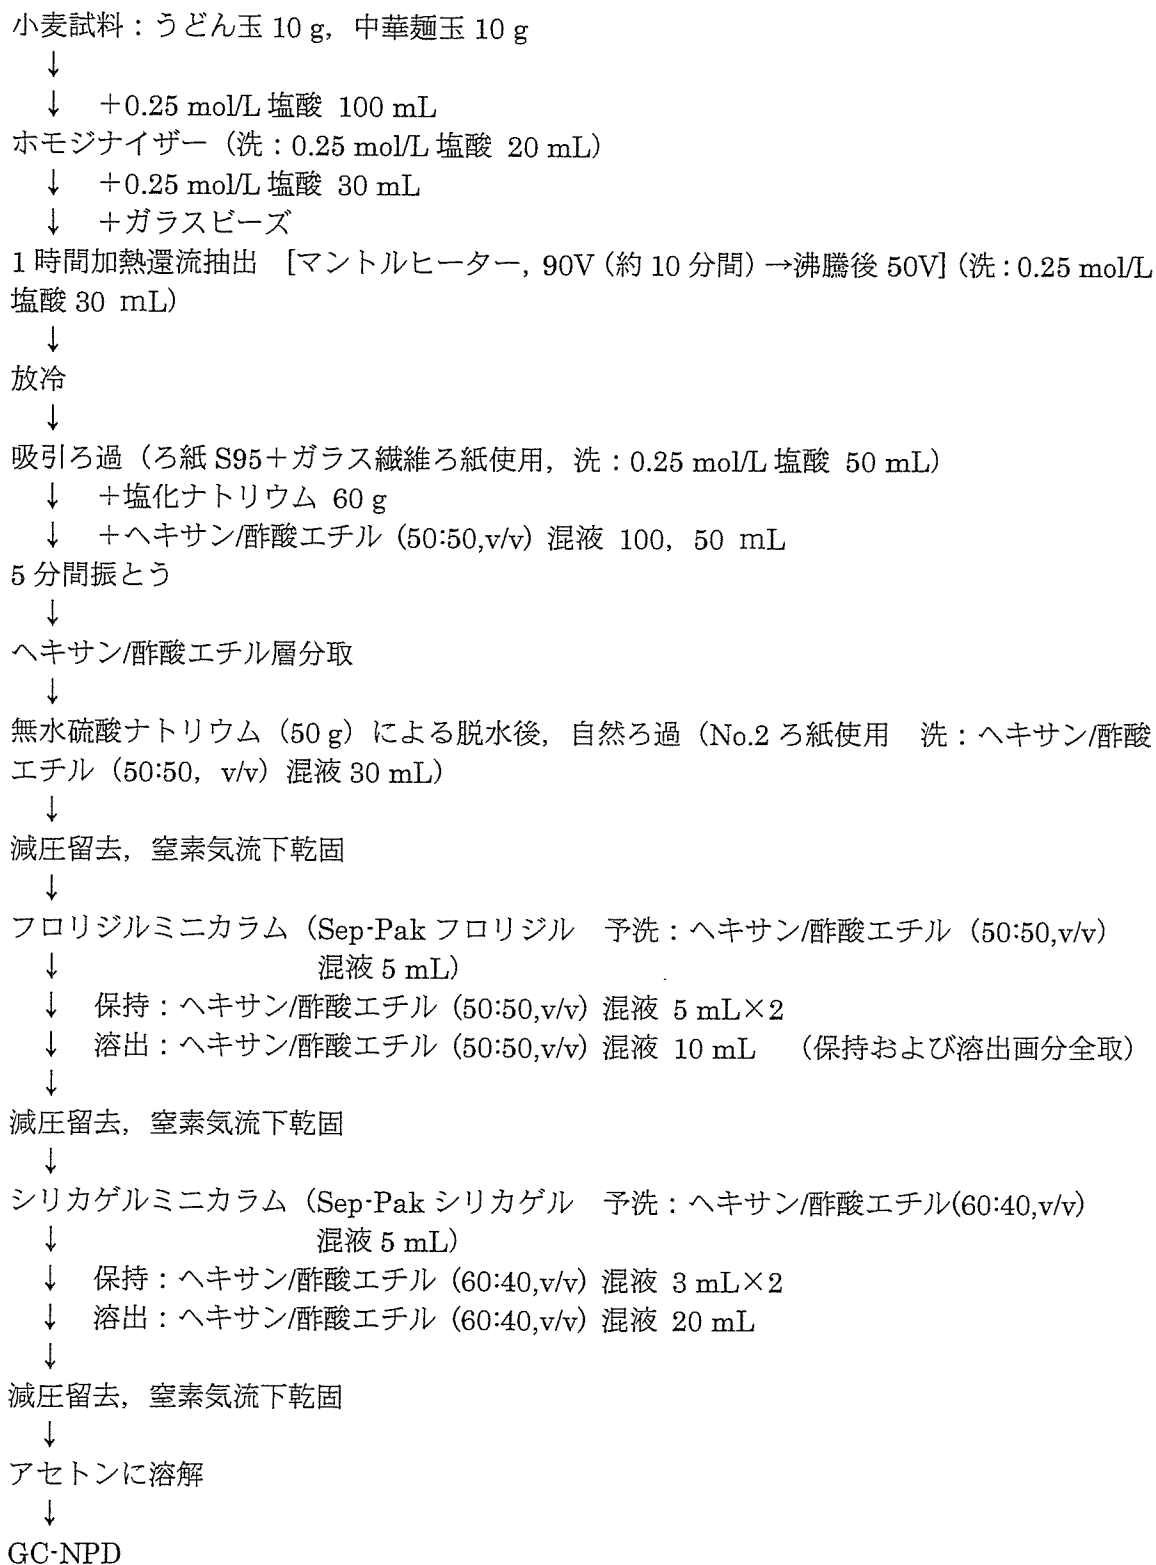 小麦試料：うどん玉 10 g，中華麺玉 10 g
↓
↓ ＋0.25 mol/L 塩酸 100 mL
ホモジナイザー（洗：0.25 mol/L 塩酸 20 mL）
↓ ＋0.25 mol/L 塩酸 30 mL
↓ ＋ガラスビーズ
1 時間加熱還流抽出 [マントルヒーター，90V（約 10 分間）→沸騰後 50V]（洗：0.25 mol/L
塩酸 30 mL）
↓
放冷
↓
吸引ろ過（ろ紙 S95＋ガラス繊維ろ紙使用，洗：0.25 mol/L 塩酸 50 mL）
↓ ＋塩化ナトリウム 60 g
↓ ＋ヘキサン/酢酸エチル（50:50,v/v）混液 100，50 mL
5 分間振とう
↓
ヘキサン/酢酸エチル層分取
↓
無水硫酸ナトリウム（50 g）による脱水後，自然ろ過（No.2 ろ紙使用 洗：ヘキサン/酢酸
エチル（50:50，v/v）混液 30 mL）
↓
減圧留去，窒素気流下乾固
↓
フロリジルミニカラム（Sep-Pak フロリジル 予洗：ヘキサン/酢酸エチル（50:50,v/v）
↓ 混液 5 mL）
↓ 保持：ヘキサン/酢酸エチル（50:50,v/v）混液 5 mL×2
↓ 溶出：ヘキサン/酢酸エチル（50:50,v/v）混液 10 mL （保持および溶出画分全取）
↓
減圧留去，窒素気流下乾固
↓
シリカゲルミニカラム（Sep-Pak シリカゲル 予洗：ヘキサン/酢酸エチル(60:40,v/v)
↓ 混液 5 mL）
↓ 保持：ヘキサン/酢酸エチル（60:40,v/v）混液 3 mL×2
↓ 溶出：ヘキサン/酢酸エチル（60:40,v/v）混液 20 mL
↓
減圧留去，窒素気流下乾固
↓
アセトンに溶解
↓
GC-NPD